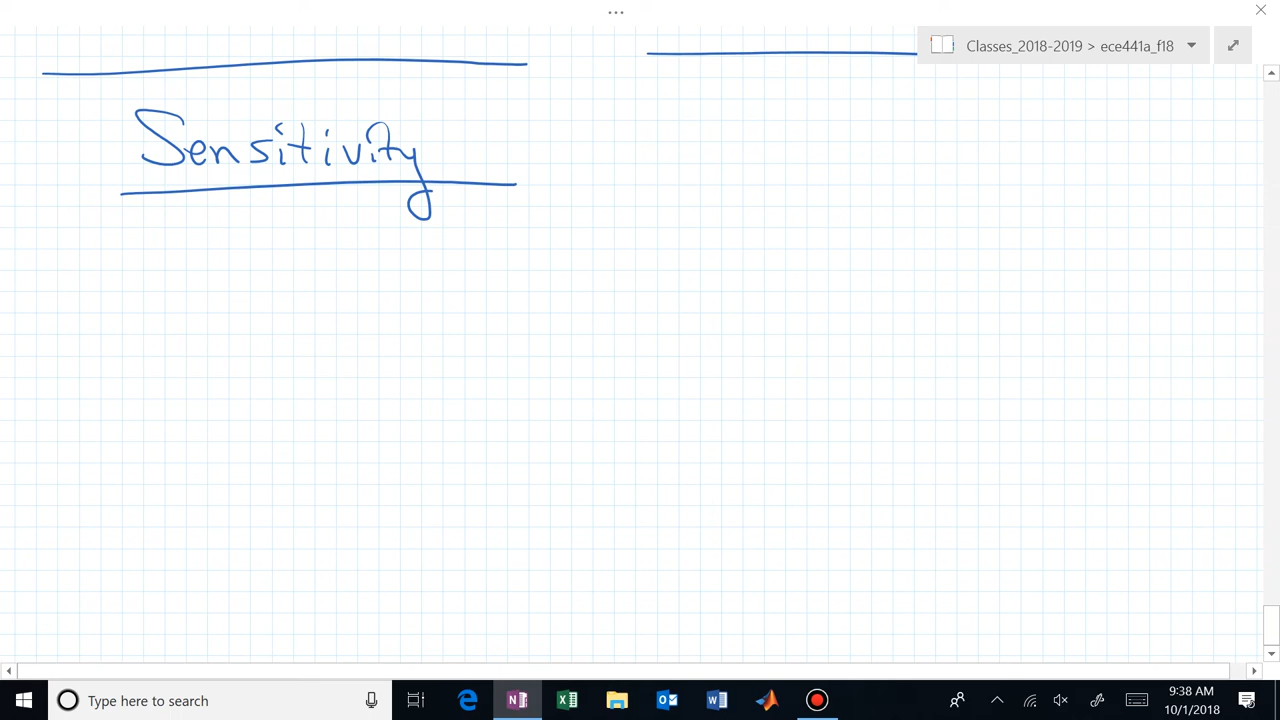 ...
Classes_2018-2019 > ece441a_f18
Sensitivity
Type here to search
9:38 AM
10/1/2018